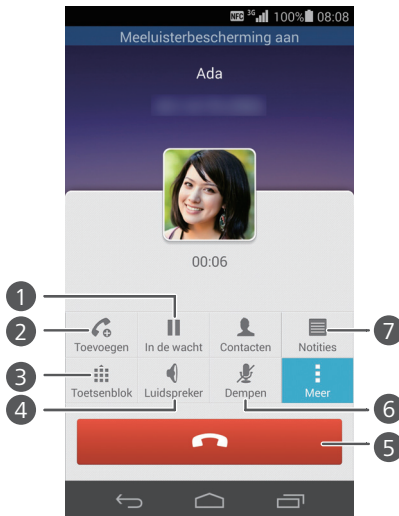 NFC 3G 100% 08:08
Meeluisterbescherming aan
Ada
00:06
1
2
Toevoegen In de wacht Contacten Notities
7
3
Toetsenblok Luidspreker Dempen Meer
4
6
5